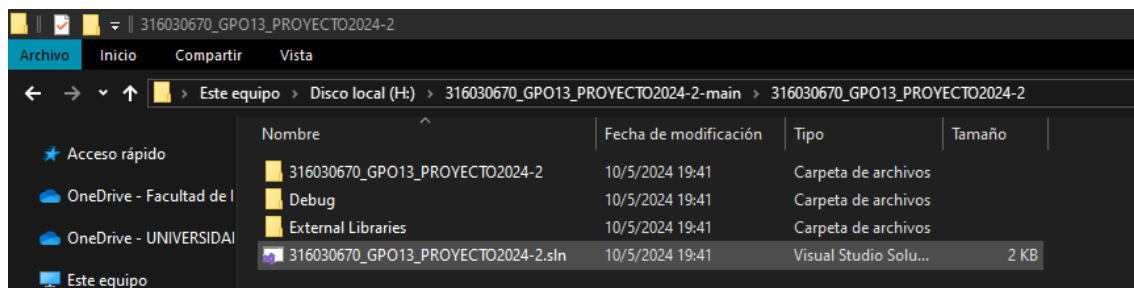 316030670_GPO13_PROYECTO2024-2
Archivo Inicio Compartir Vista
Este equipo > Disco local (H:) > 316030670_GPO13_PROYECTO2024-2-main > 316030670_GPO13_PROYECTO2024-2
Nombre Fecha de modificación Tipo Tamaño
Acceso rápido
316030670_GPO13_PROYECTO2024-2 10/5/2024 19:41 Carpeta de archivos
OneDrive - Facultad de I
Debug 10/5/2024 19:41 Carpeta de archivos
External Libraries 10/5/2024 19:41 Carpeta de archivos
OneDrive - UNIVERSIDAI
316030670_GPO13_PROYECTO2024-2.sln 10/5/2024 19:41 Visual Studio Solu... 2 KB
Este equipo